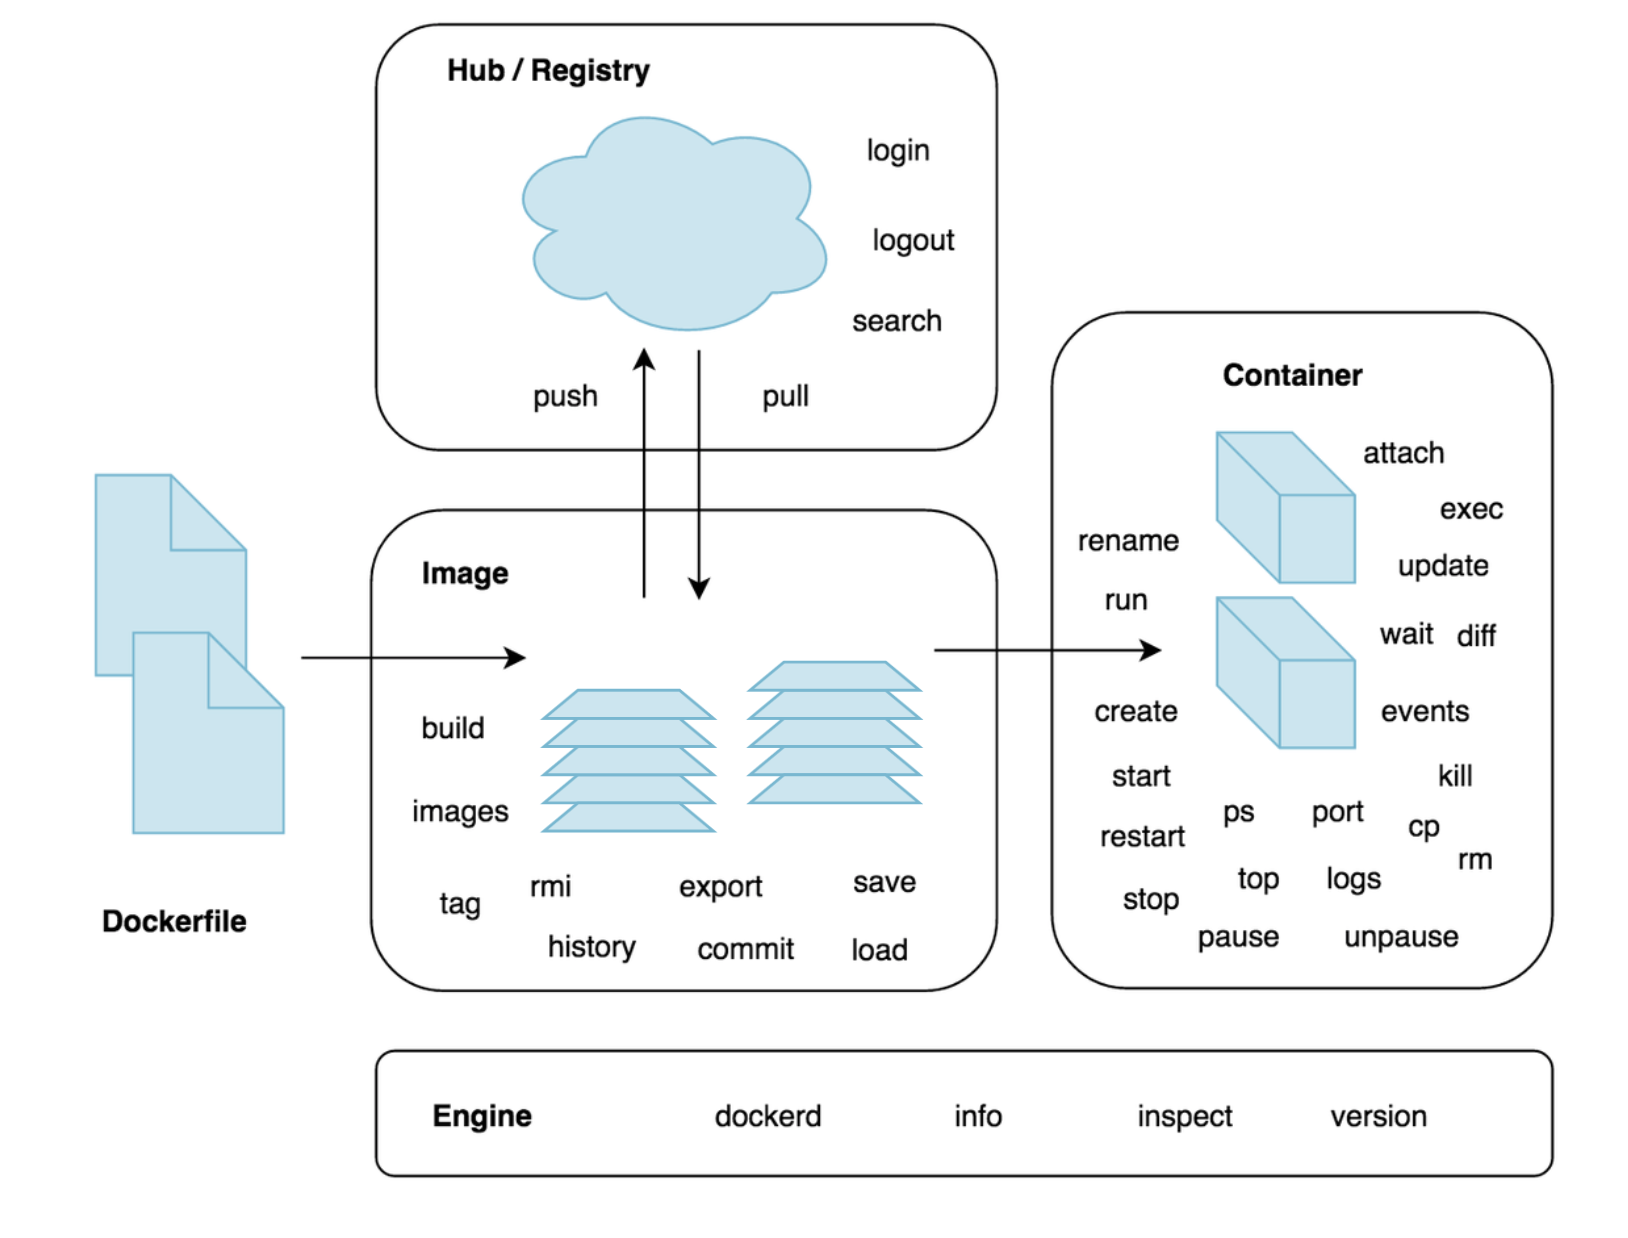 Hub / Registry
login
logout
search
push
pull
Dockerfile
Image
build
images
tag
rmi
export
save
history
commit
load
Container
attach
exec
rename
update
run
wait
diff
create
events
start
kill
ps
port
cp
restart
rm
top
logs
stop
pause
unpause
Engine
dockerd
info
inspect
version